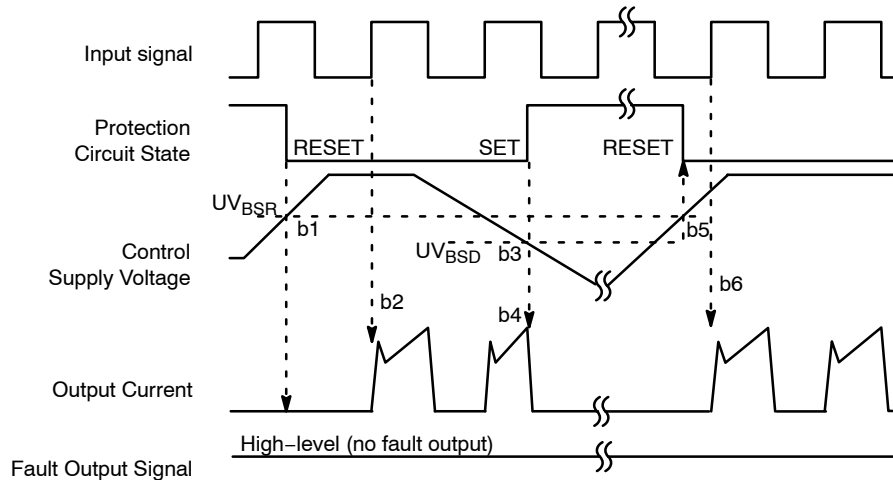 Input signal
Protection
Circuit State
RESET
SET
RESET
UVBSR
b1
b5
Control
Supply Voltage
UVBSD
b3
b2
b4
b6
Output Current
High−level (no fault output)
Fault Output Signal